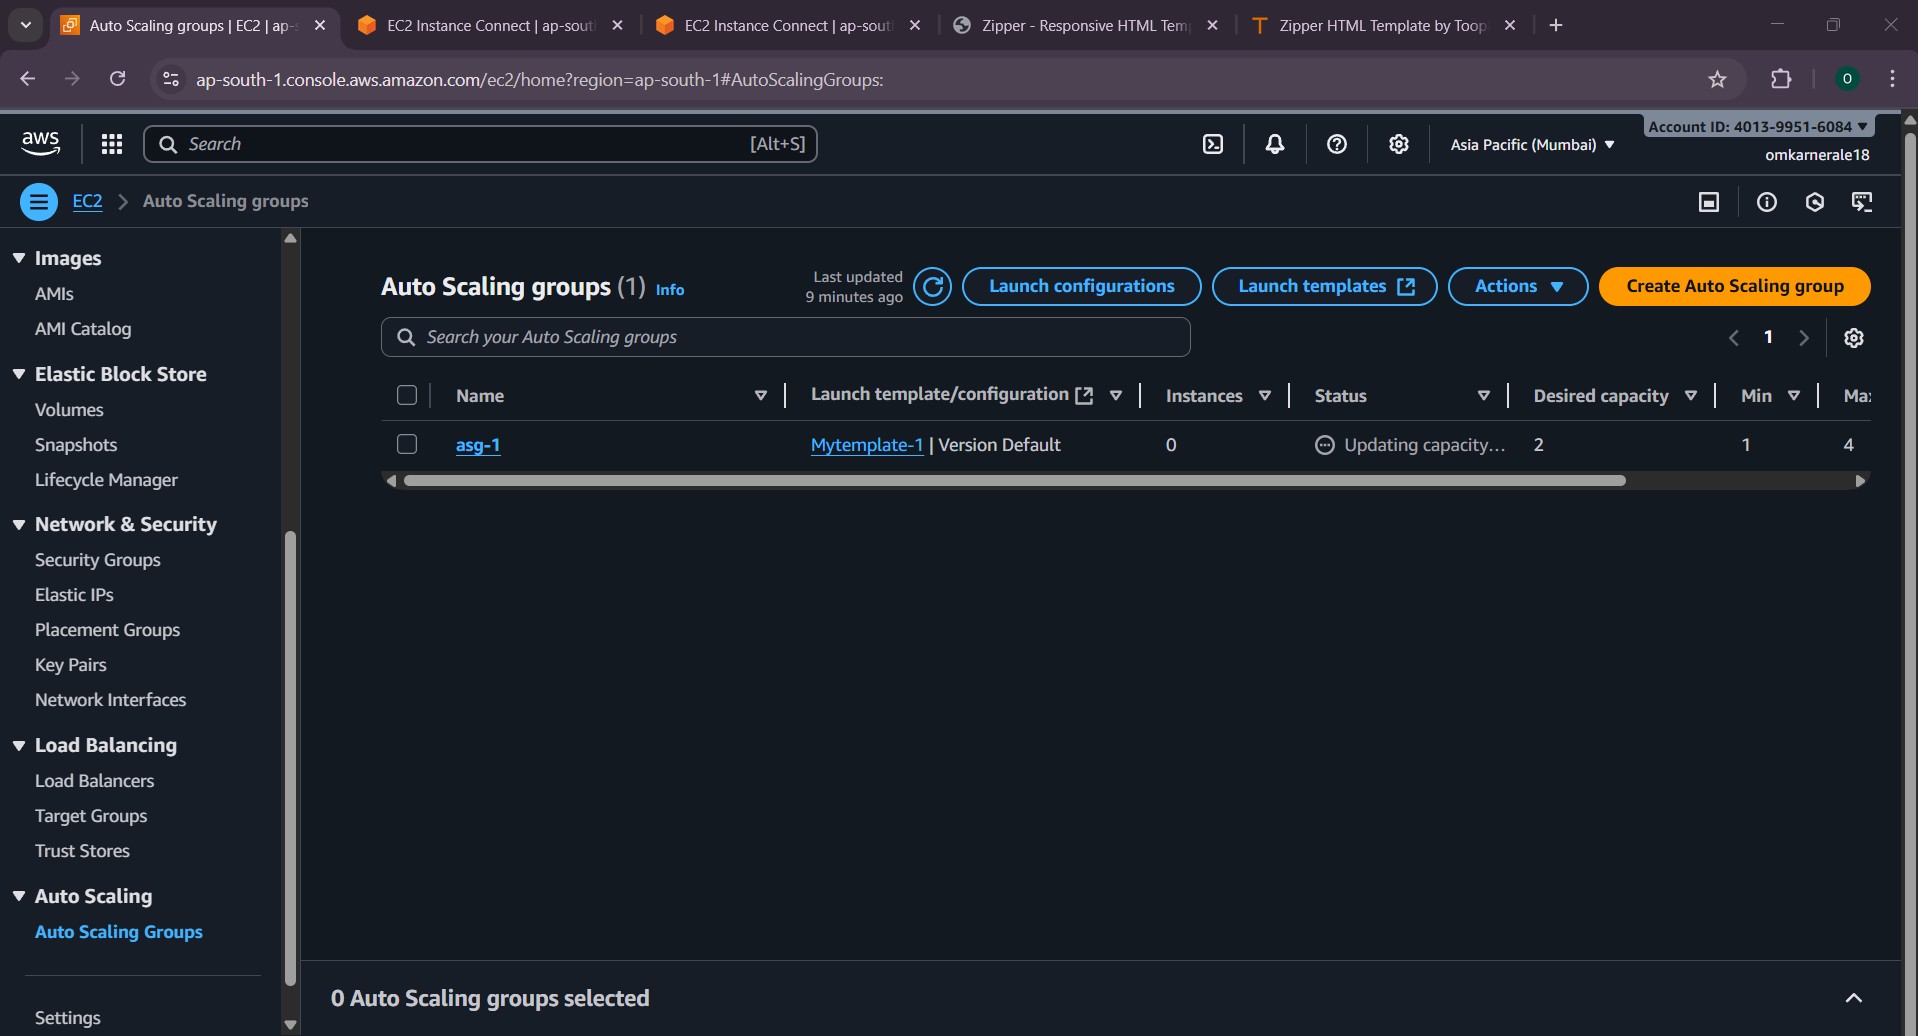 Auto Scaling groups | EC2 | ap-s
EC2 Instance Connect | ap-sout
EC2 Instance Connect | ap-sout
Zipper - Responsive HTML Tem
Zipper HTML Template by Toop
ap-south-1.console.aws.amazon.com/ec2/home?region=ap-south-1#AutoScalingGroups:
O
aws
Search
[Alt+S]
Asia Pacific (Mumbai)
Account ID: 4013-9951-6084
omkarnerale18
EC2
Auto Scaling groups
Images
AMIs
AMI Catalog
Elastic Block Store
Volumes
Snapshots
Lifecycle Manager
Network & Security
Security Groups
Elastic IPs
Placement Groups
Key Pairs
Network Interfaces
Load Balancing
Load Balancers
Target Groups
Trust Stores
Auto Scaling
Auto Scaling Groups
Settings
Auto Scaling groups (1) Info
Last updated
9 minutes ago
Launch configurations
Launch templates
Actions
Create Auto Scaling group
Search your Auto Scaling groups
1
Name
Launch template/configuration
Instances
Status
Desired capacity
Min
Max
asg-1
Mytemplate-1 | Version Default
0
Updating capacity...
2
1
4
0 Auto Scaling groups selected